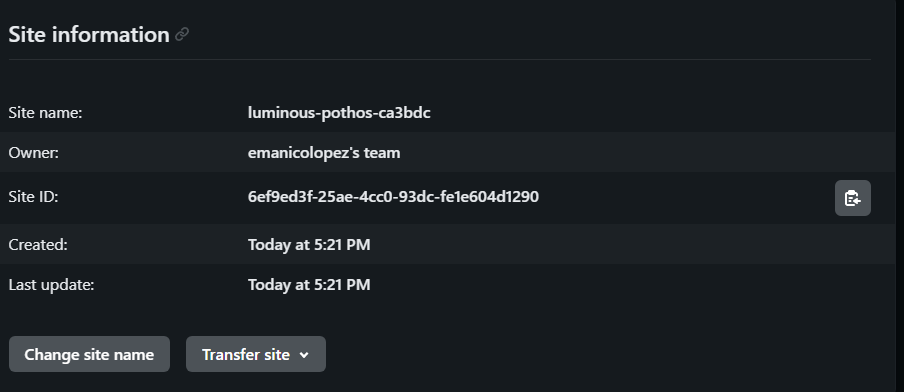 Site information
Site name: luminous-pothos-ca3bdc
Owner: emanicolopez's team
Site ID: 6ef9ed3f-25ae-4cc0-93dc-fe1e604d1290
Created: Today at 5:21 PM
Last update: Today at 5:21 PM
Change site name Transfer site